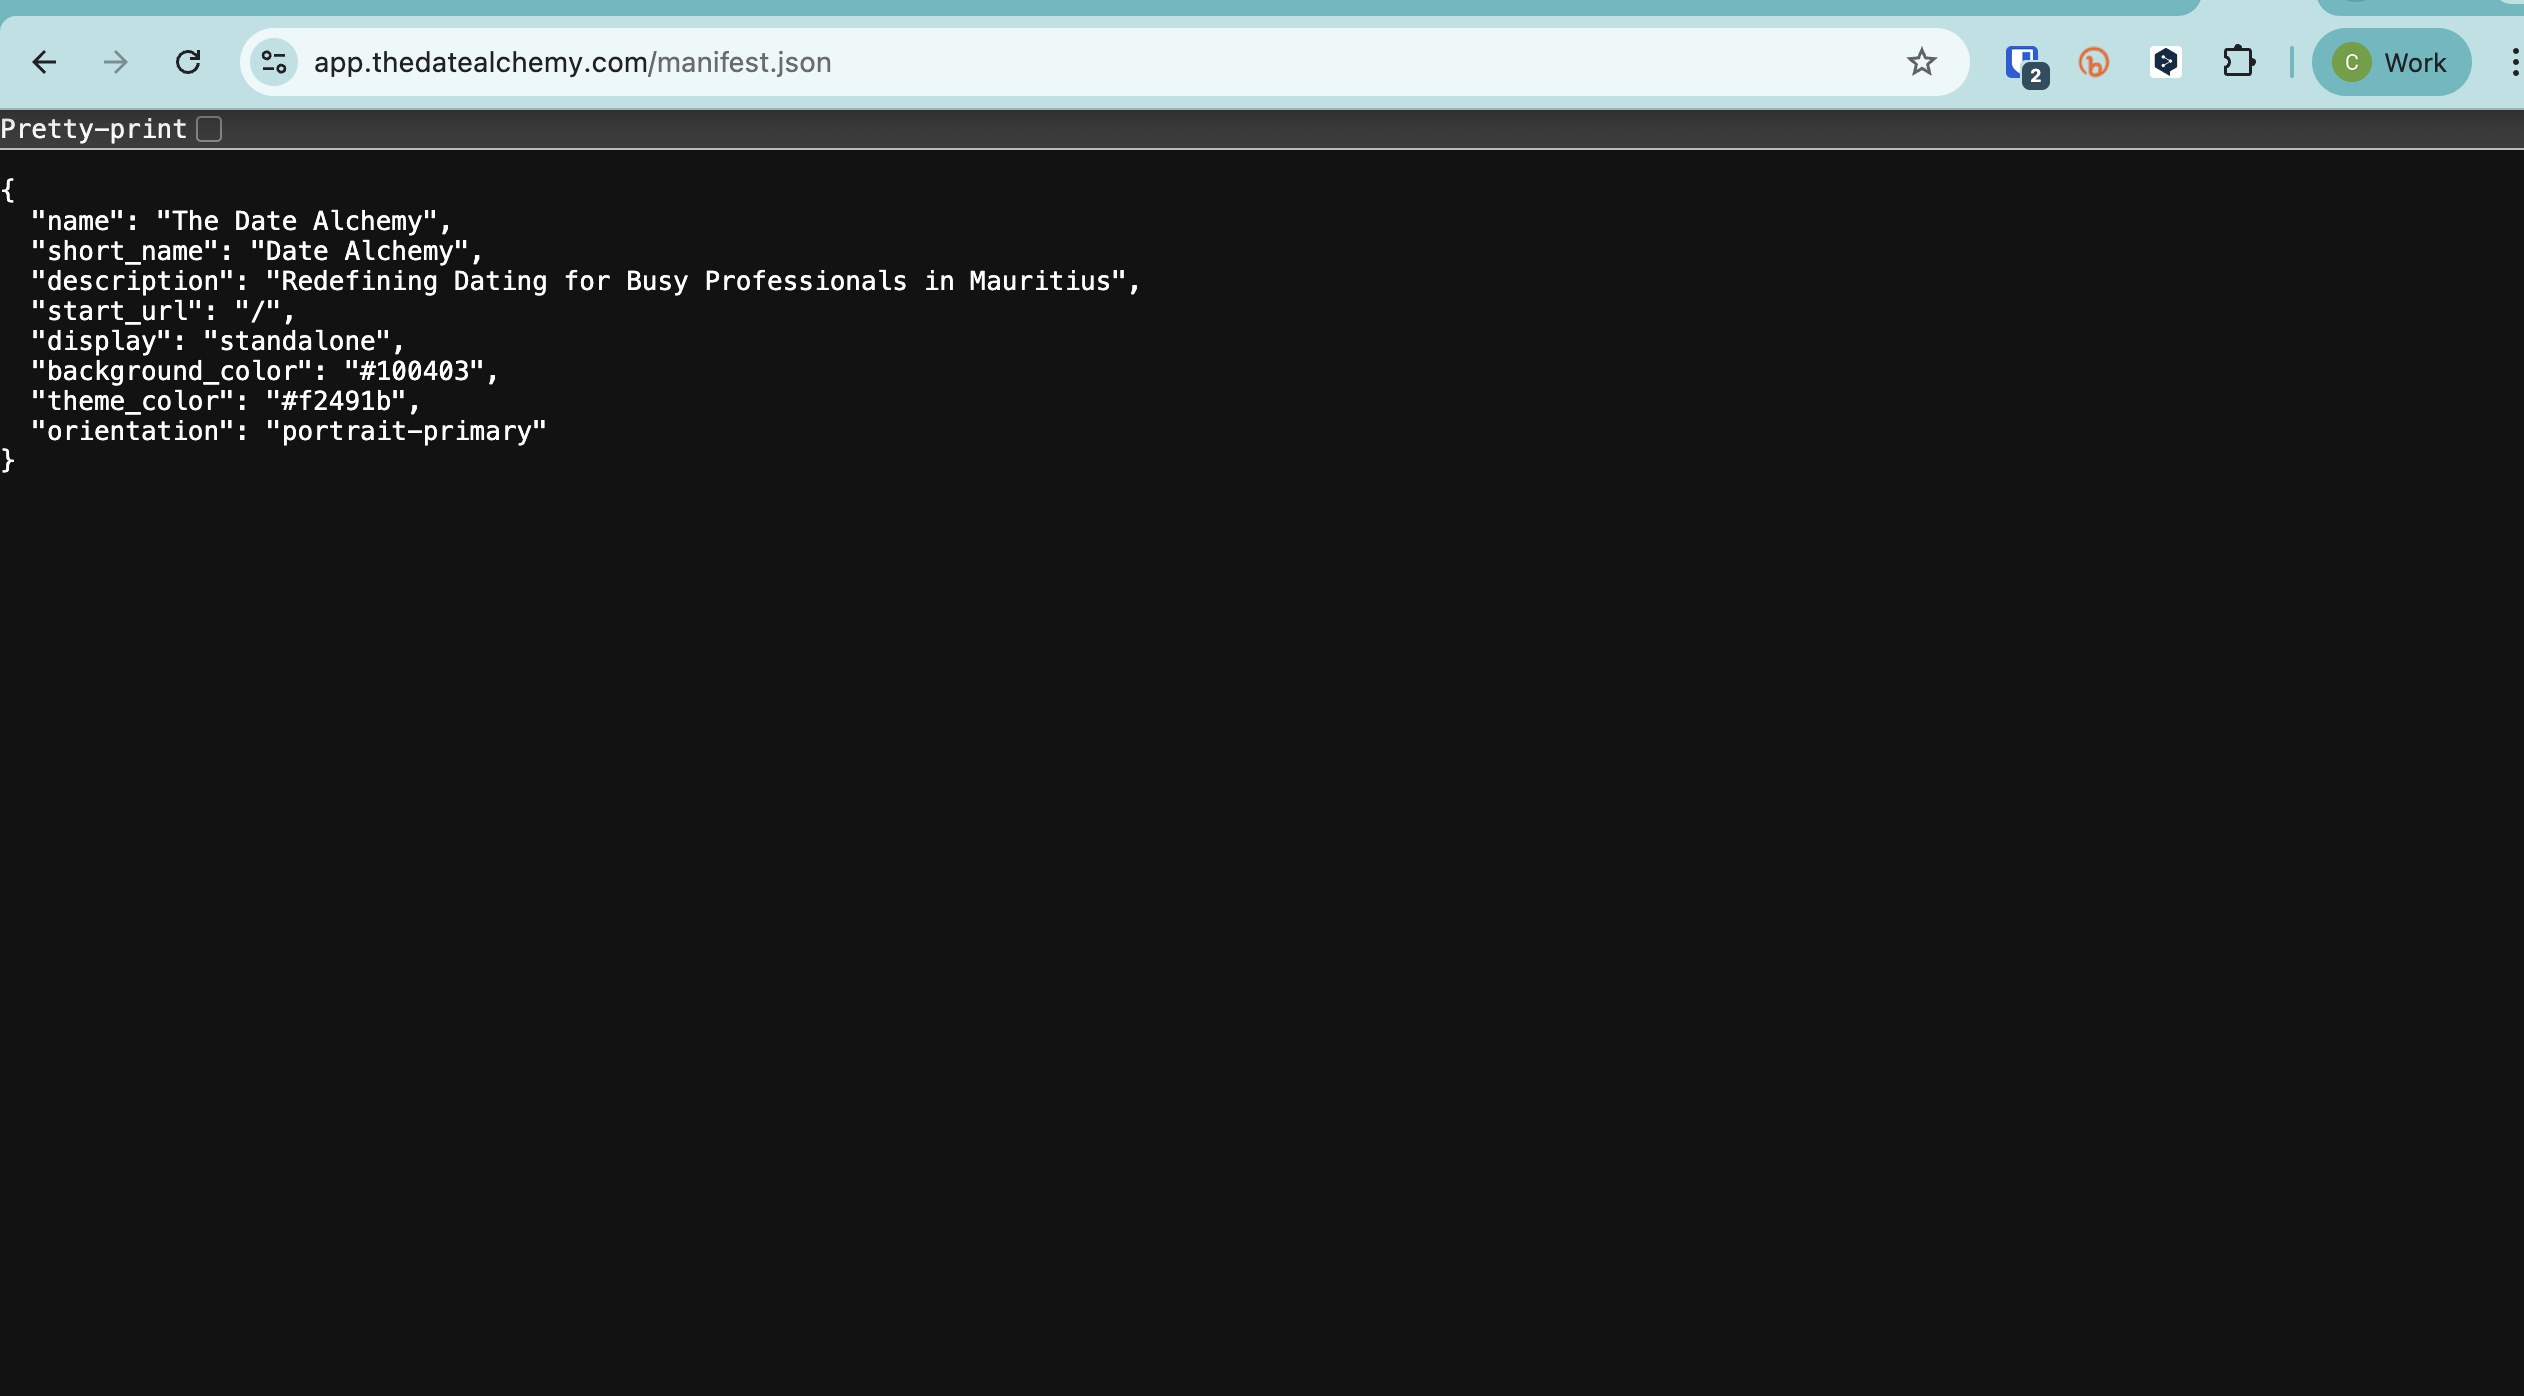 app.thedatealchemy.com/manifest.json
2
C
Work
Pretty-print
{
  "name": "The Date Alchemy",
  "short_name": "Date Alchemy",
  "description": "Redefining Dating for Busy Professionals in Mauritius",
  "start_url": "/",
  "display": "standalone",
  "background_color": "#100403",
  "theme_color": "#f2491b",
  "orientation": "portrait-primary"
}